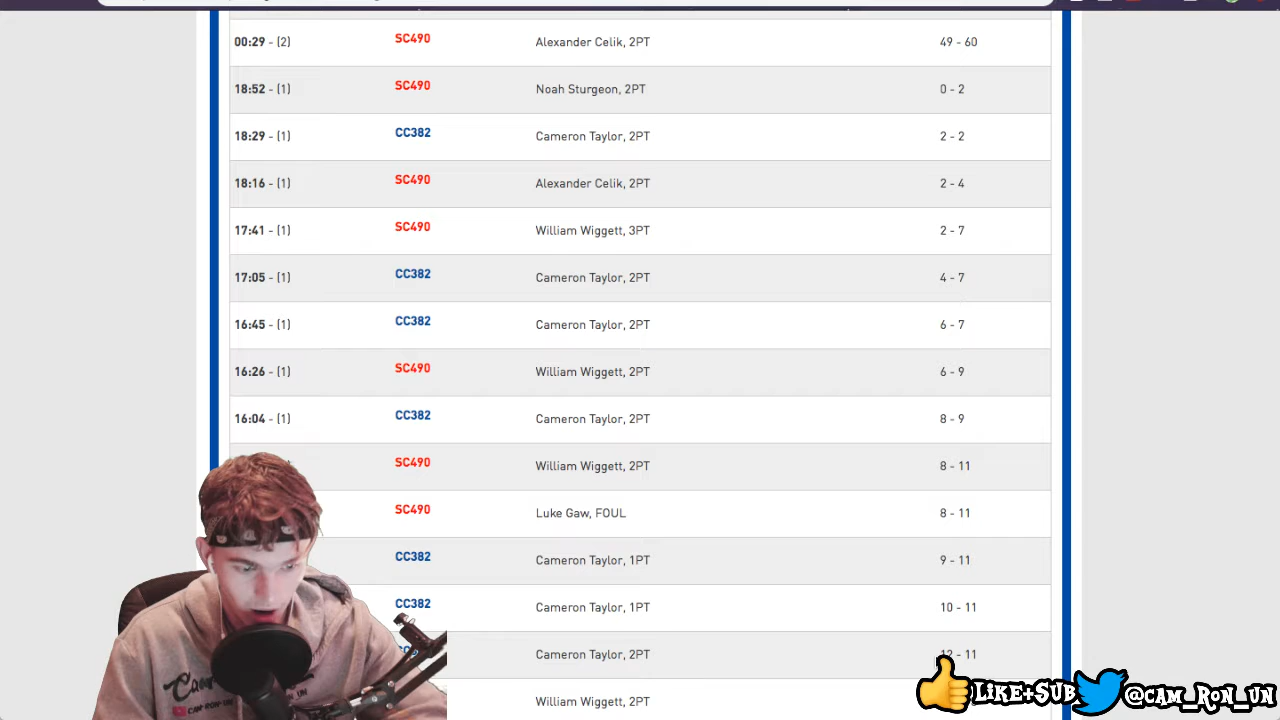 00:29 - (2) SC490 Alexander Celik, 2PT 49 - 60
18:52 - (1) SC490 Noah Sturgeon, 2PT 0 - 2
18:29 - (1) CC382 Cameron Taylor, 2PT 2 - 2
18:16 - (1) SC490 Alexander Celik, 2PT 2 - 4
17:41 - (1) SC490 William Wiggett, 3PT 2 - 7
17:05 - (1) CC382 Cameron Taylor, 2PT 4 - 7
16:45 - (1) CC382 Cameron Taylor, 2PT 6 - 7
16:26 - (1) SC490 William Wiggett, 2PT 6 - 9
16:04 - (1) CC382 Cameron Taylor, 2PT 8 - 9
SC490 William Wiggett, 2PT 8 - 11
SC490 Luke Gaw, FOUL 8 - 11
CC382 Cameron Taylor, 1PT 9 - 11
CC382 Cameron Taylor, 1PT 10 - 11
Cameron Taylor, 2PT 12 - 11
William Wiggett, 2PT
LIKE+SUB @CAM_RON_UN